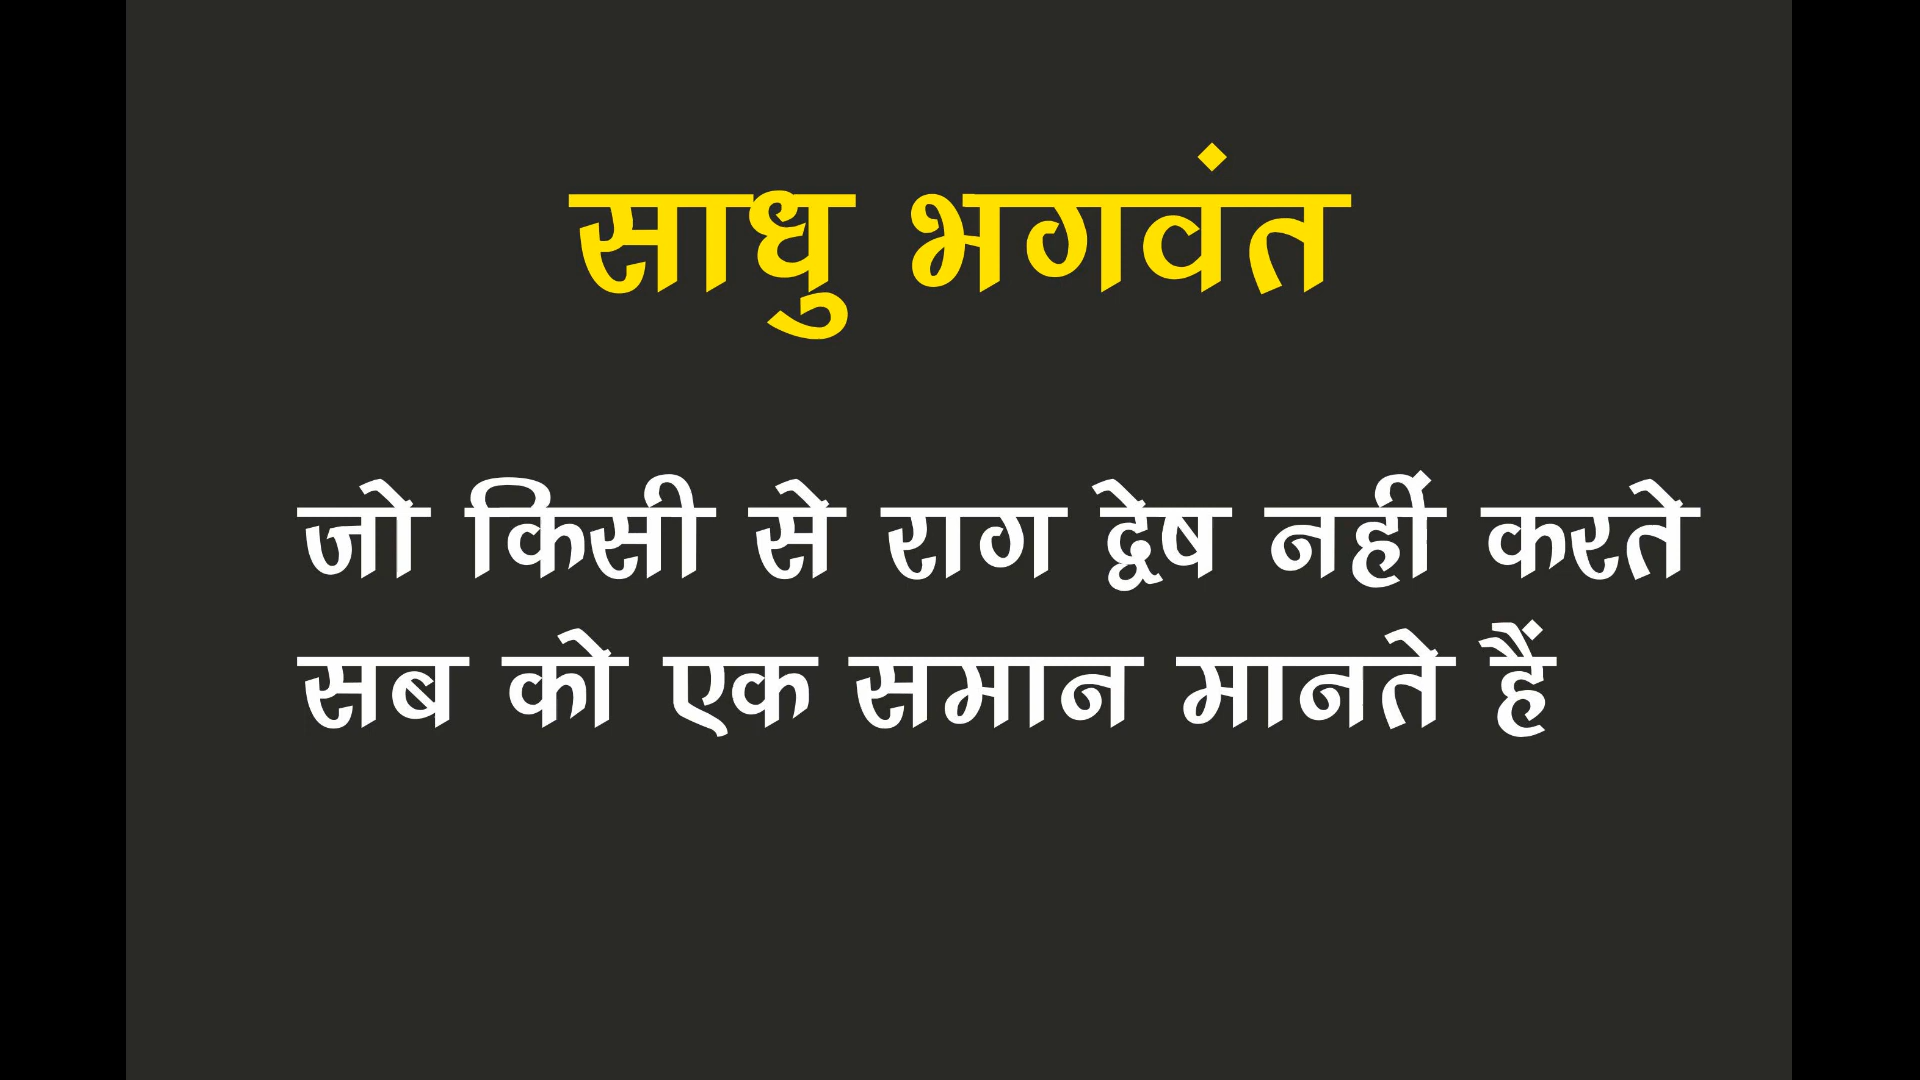 साधु भगवंत
जो किसी से राग द्वेष नहीं करते
सब को एक समान मानते हैं